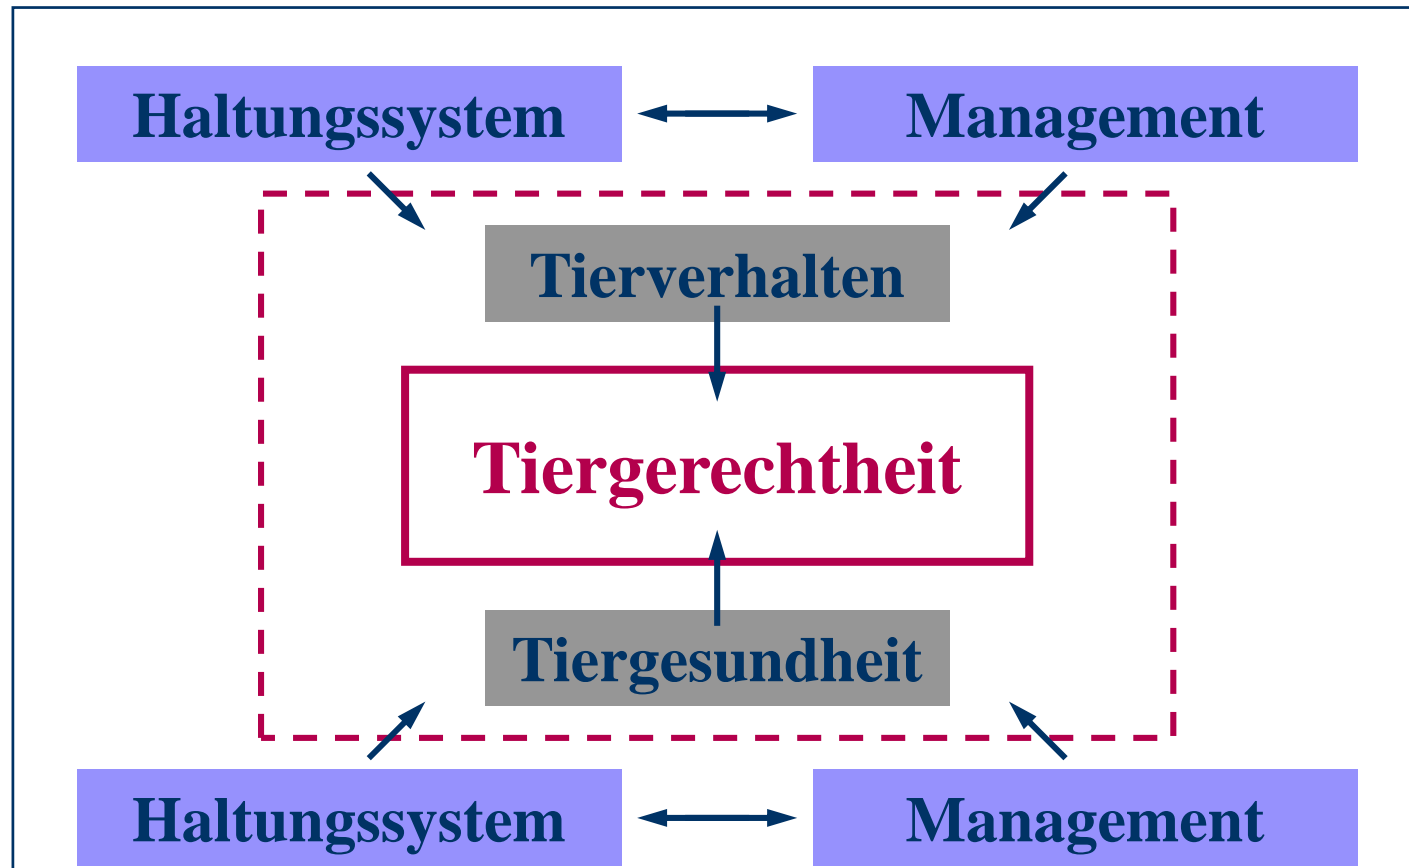 Haltungssystem
Management
Tierverhalten
Tiergerechtheit
Tiergesundheit
Haltungssystem
Management